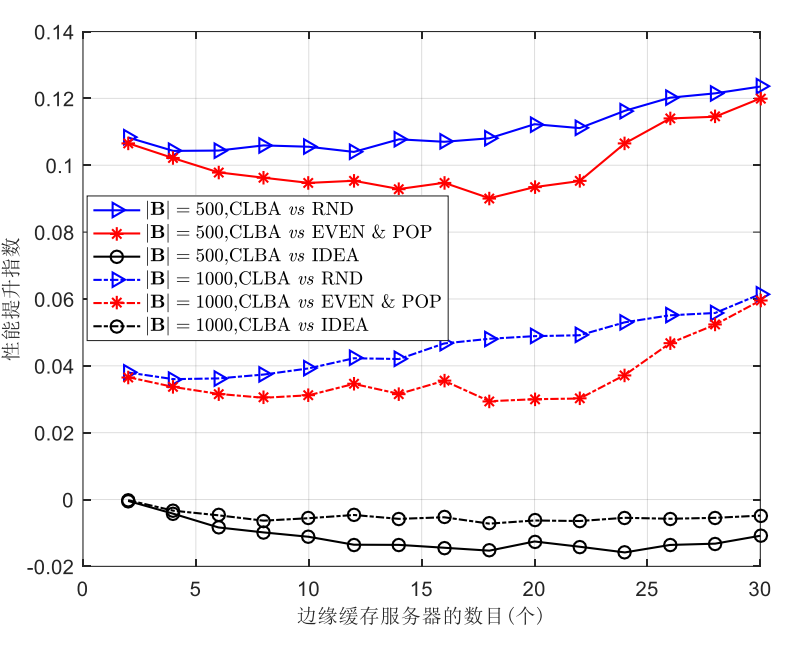 0.14
0.12
0.1
0.08
0.06
0.04
0.02
0
-0.02
性能提升指数
|B| = 500,CLBA vs RND
|B| = 500,CLBA vs EVEN & POP
|B| = 500,CLBA vs IDEA
|B| = 1000,CLBA vs RND
|B| = 1000,CLBA vs EVEN & POP
|B| = 1000,CLBA vs IDEA
0 5 10 15 20 25 30
边缘缓存服务器的数目(个)